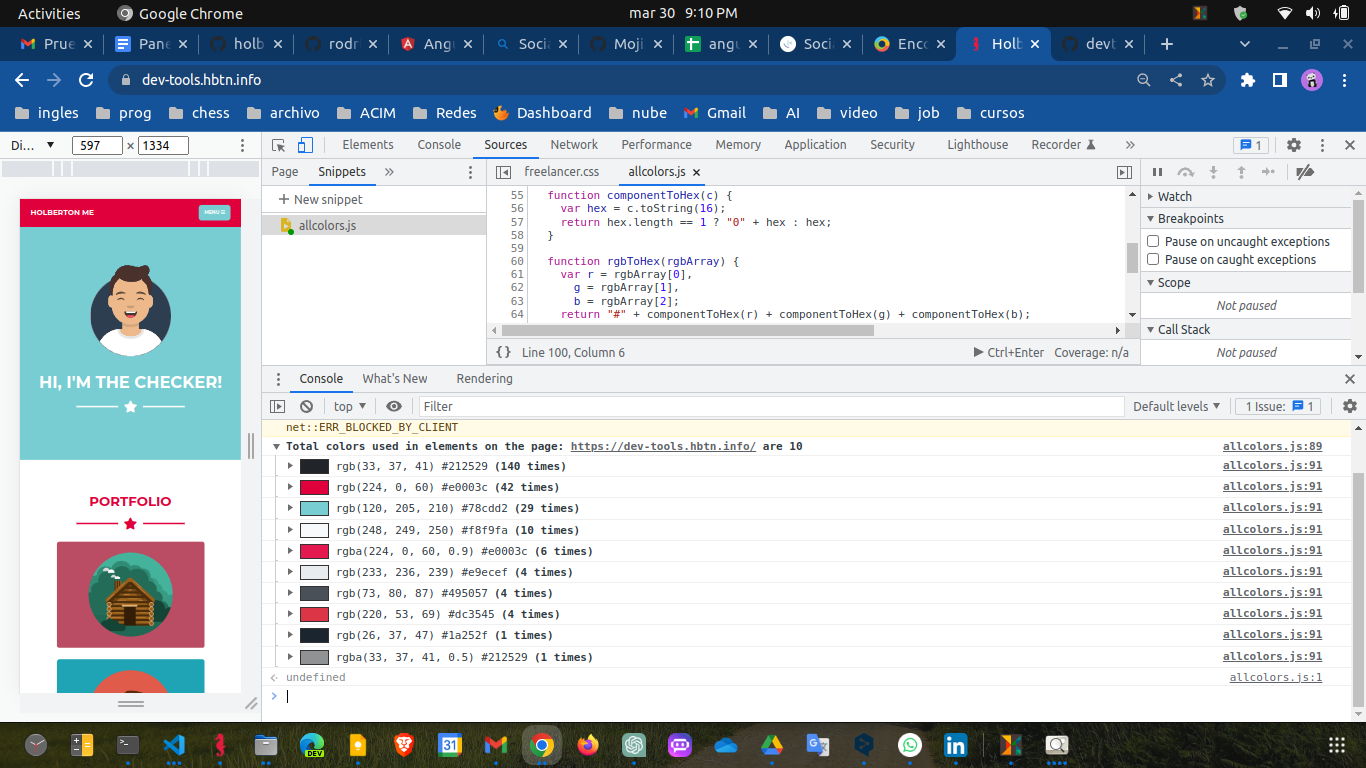 Activities Google Chrome mar 30 9:10 PM
Prue Pane holb rodri Angu Socia Moji angu Socia Enco Holb devt
dev-tools.hbtn.info
ingles prog chess archivo ACIM Redes Dashboard nube Gmail AI video job cursos
Di... 597 × 1334 Elements Console Sources Network Performance Memory Application Security Lighthouse Recorder 1
Page Snippets freelancer.css allcolors.js
New snippet
allcolors.js
55 function componentToHex(c) {
56 var hex = c.toString(16);
57 return hex.length == 1 ? "0" + hex : hex;
58 }
59
60 function rgbToHex(rgbArray) {
61 var r = rgbArray[0],
62 g = rgbArray[1],
63 b = rgbArray[2];
64 return "#" + componentToHex(r) + componentToHex(g) + componentToHex(b);
{} Line 100, Column 6 Ctrl+Enter Coverage: n/a
Watch
Breakpoints
Pause on uncaught exceptions
Pause on caught exceptions
Scope
Not paused
Call Stack
Not paused
HOLBERTON ME MENU
HI, I'M THE CHECKER!
PORTFOLIO
Console What's New Rendering
top Filter Default levels 1 Issue: 1
net::ERR_BLOCKED_BY_CLIENT
Total colors used in elements on the page: https://dev-tools.hbtn.info/ are 10 allcolors.js:89
rgb(33, 37, 41) #212529 (140 times) allcolors.js:91
rgb(224, 0, 60) #e0003c (42 times) allcolors.js:91
rgb(120, 205, 210) #78cdd2 (29 times) allcolors.js:91
rgb(248, 249, 250) #f8f9fa (10 times) allcolors.js:91
rgba(224, 0, 60, 0.9) #e0003c (6 times) allcolors.js:91
rgb(233, 236, 239) #e9ecef (4 times) allcolors.js:91
rgb(73, 80, 87) #495057 (4 times) allcolors.js:91
rgb(220, 53, 69) #dc3545 (4 times) allcolors.js:91
rgb(26, 37, 47) #1a252f (1 times) allcolors.js:91
rgba(33, 37, 41, 0.5) #212529 (1 times) allcolors.js:91
undefined allcolors.js:1
DEV 31